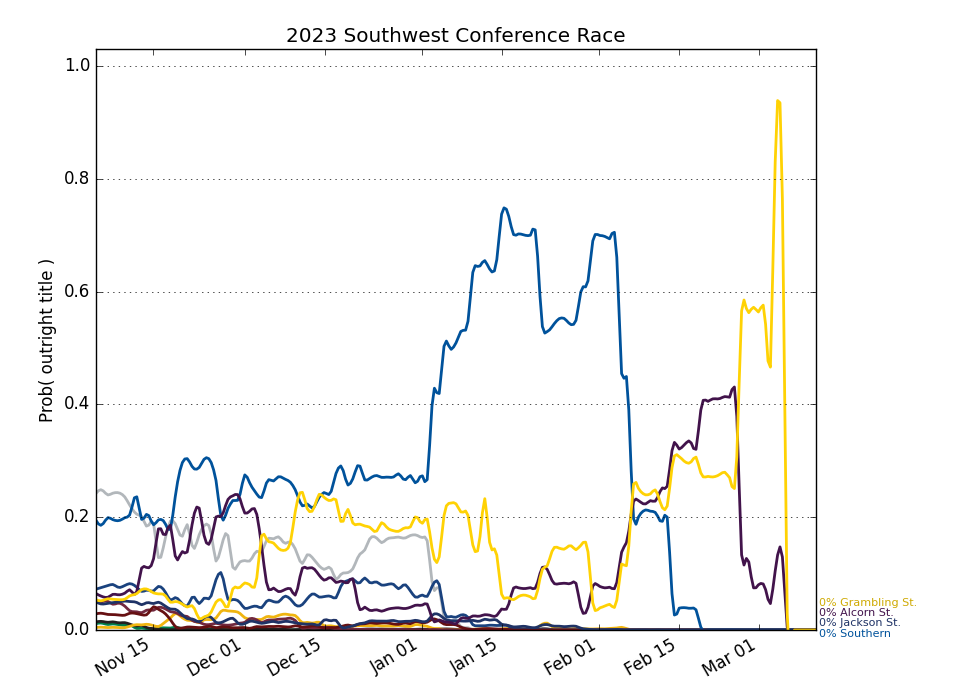 2023 Southwest Conference Race
Prob( outright title )
1.0
0.8
0.6
0.4
0.2
0.0
Nov 15
Dec 01
Dec 15
Jan 01
Jan 15
Feb 01
Feb 15
Mar 01
0% Grambling St.
0% Alcorn St.
0% Jackson St.
0% Southern